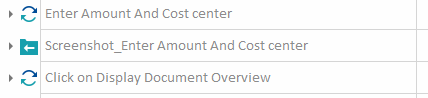 Enter Amount And Cost center
Screenshot_Enter Amount And Cost center
Click on Display Document Overview